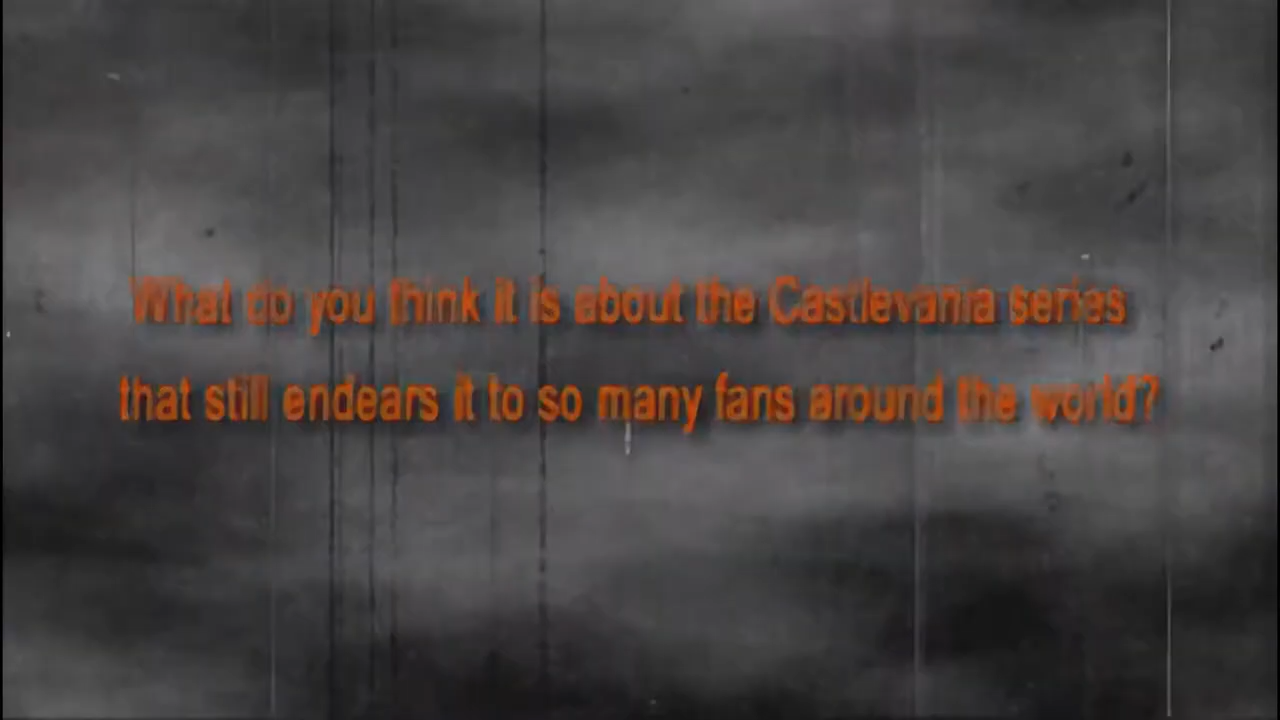 What do you think it is about the Castlevania series
that still endears it to so many fans around the world?